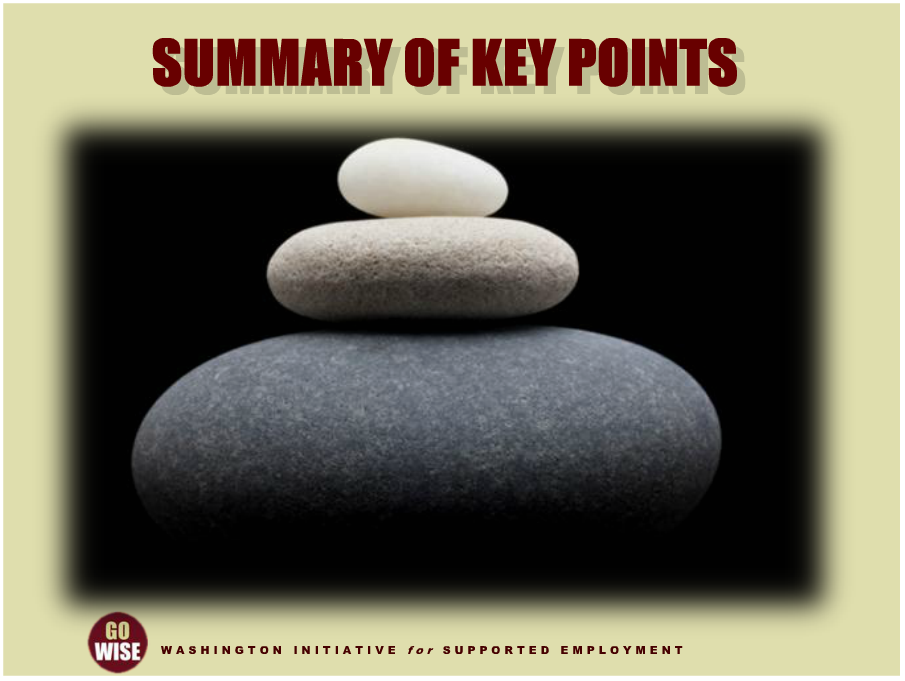 SUMMARY OF KEY POINTS
GO
WISE
WASHINGTON INITIATIVE for SUPPORTED EMPLOYMENT